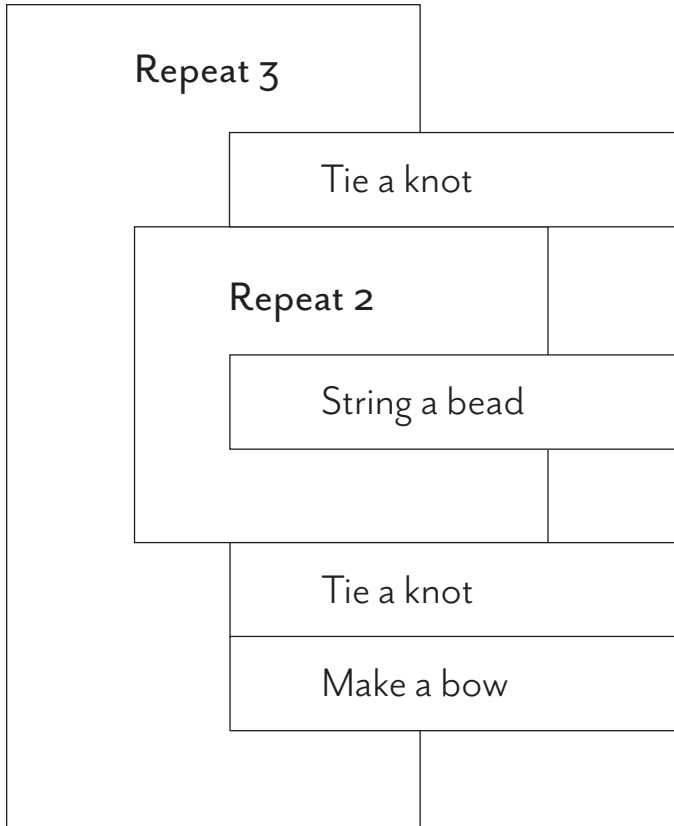 Repeat 3
Tie a knot
Repeat 2
String a bead
Tie a knot
Make a bow